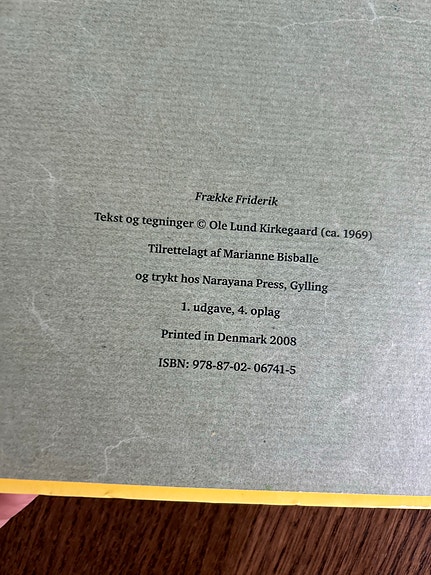 Frække Friderik
Tekst og tegninger © Ole Lund Kirkegaard (ca. 1969)
Tilrettelagt af Marianne Bisballe
og trykt hos Narayana Press, Gylling
1. udgave, 4. oplag
Printed in Denmark 2008
ISBN: 978-87-02- 06741-5